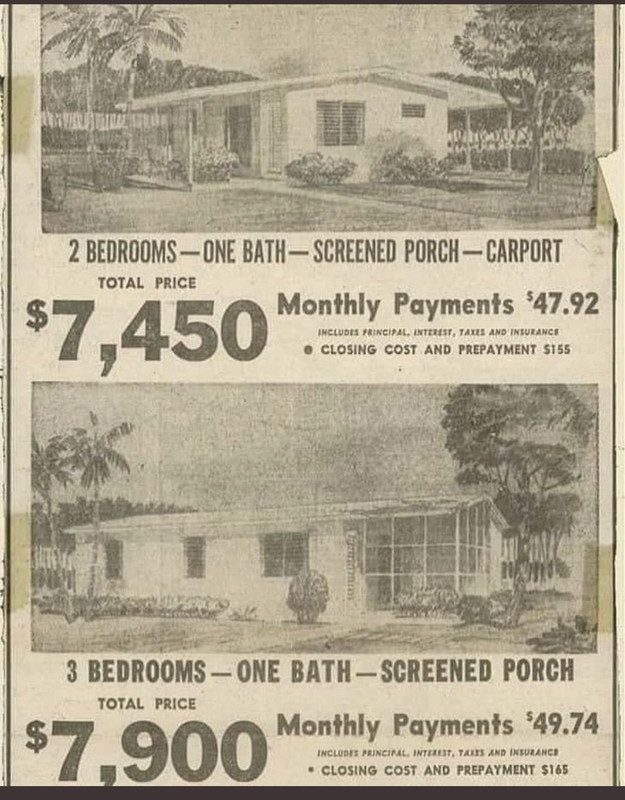 2 BEDROOMS — ONE BATH — SCREENED PORCH — CARPORT
TOTAL PRICE
$7,450
Monthly Payments $47.92
INCLUDES PRINCIPAL, INTEREST, TAXES AND INSURANCE
● CLOSING COST AND PREPAYMENT $155
3 BEDROOMS — ONE BATH — SCREENED PORCH
TOTAL PRICE
$7,900
Monthly Payments $49.74
INCLUDES PRINCIPAL, INTEREST, TAXES AND INSURANCE
• CLOSING COST AND PREPAYMENT $165